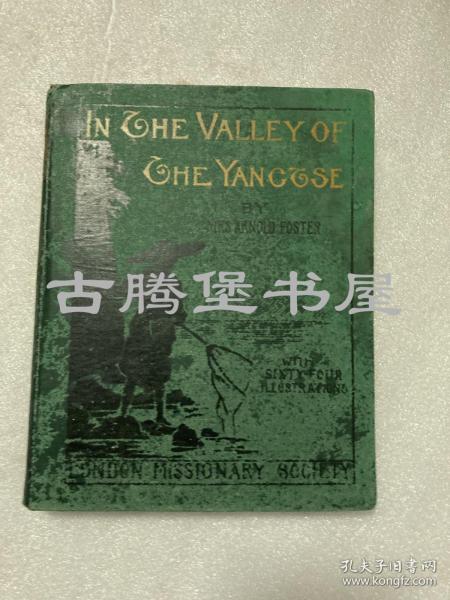 IN THE VALLEY OF
THE YANGTSE
BY
MRS ARNOLD FOSTER
古腾堡书屋
WITH
SIXTY-FOUR
ILLUSTRATIONS
LONDON MISSIONARY SOCIETY
孔夫子旧书网
www.kongfz.com